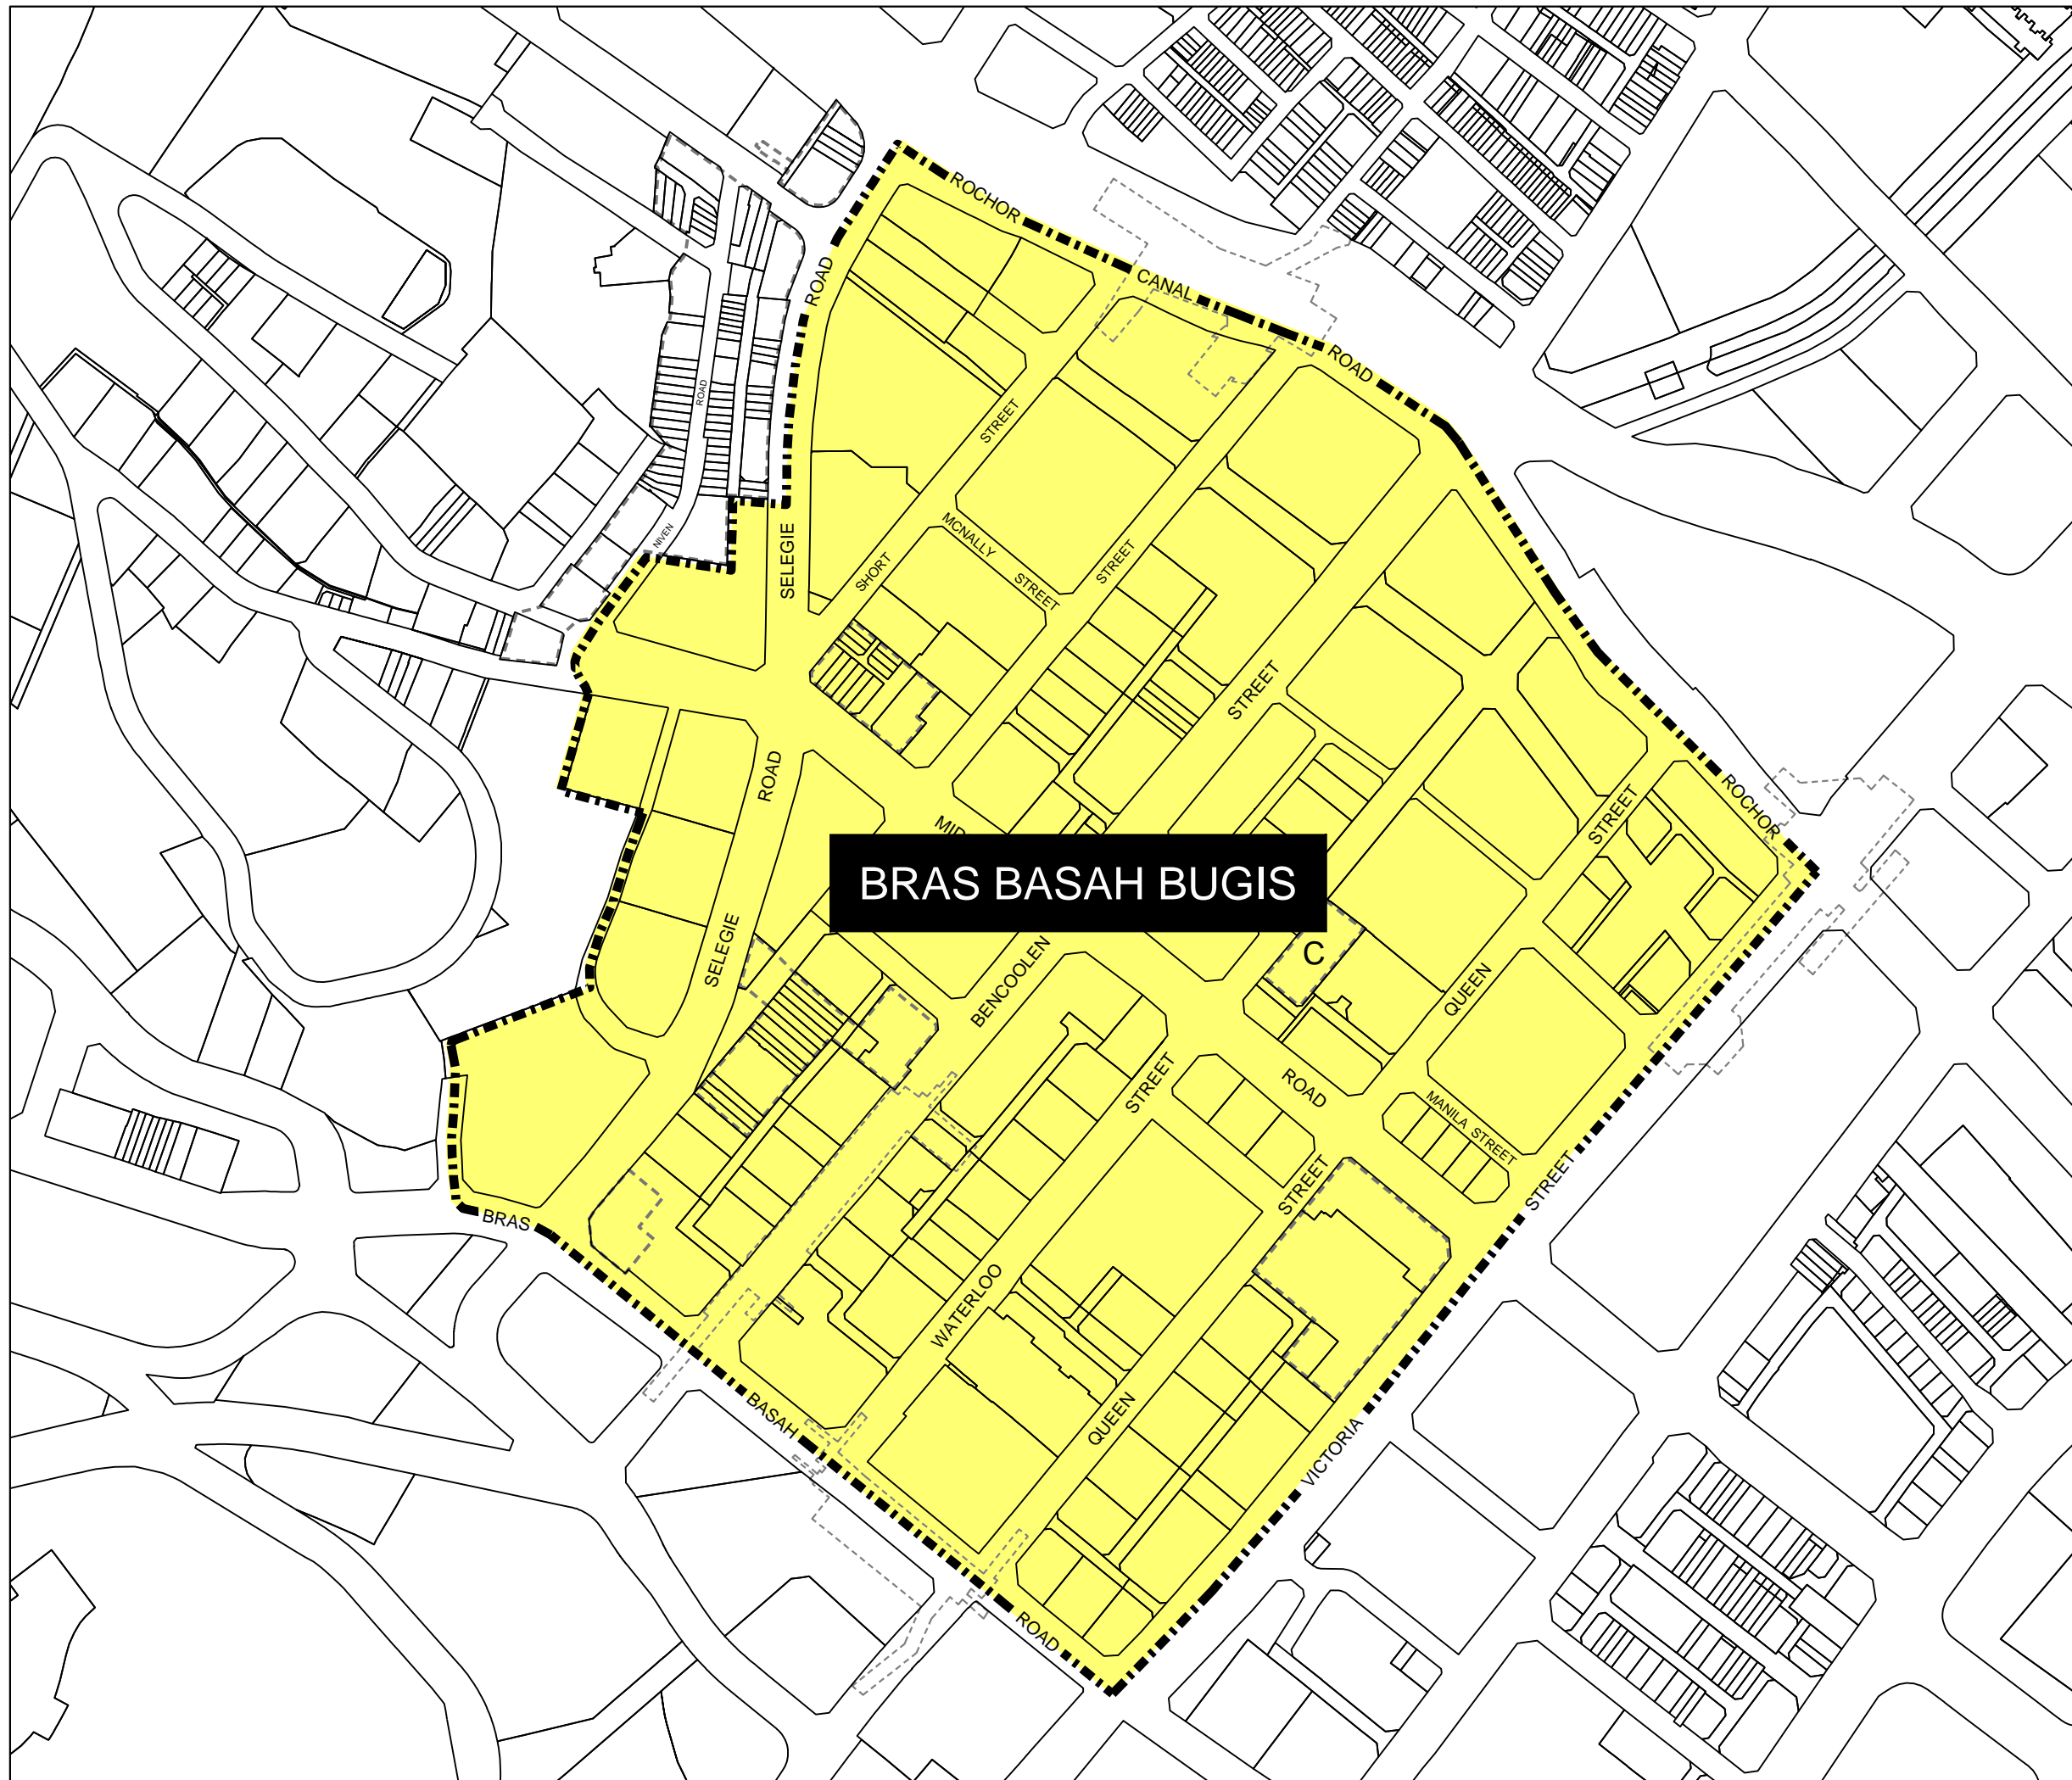 ROCHOR
CANAL
ROAD
ROAD
ROAD
STREET
NIVEN
SELEGIE
SHORT
MCNALLY
STREET
STREET
STREET
ROAD
STREET
ROCHOR
MID
BRAS BASAH BUGIS
SELEGIE
BENCOOLEN
C
QUEEN
STREET
ROAD
MANILA STREET
STREET
STREET
BRAS
WATERLOO
BASAH
QUEEN
VICTORIA
ROAD